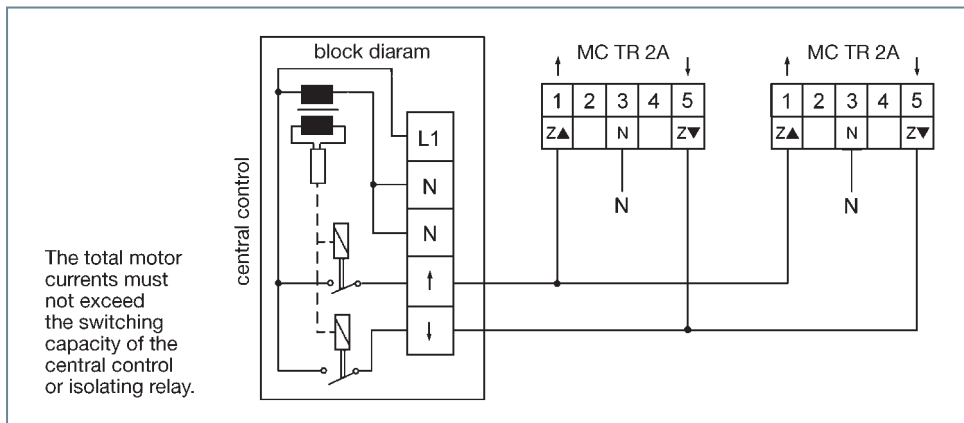 block diaram
central control
L1
N
N
↑
↓
↑ MC TR 2A ↓
1 2 3 4 5
Z▲ N Z▼
N
↑ MC TR 2A ↓
1 2 3 4 5
Z▲ N Z▼
N
The total motor
currents must
not exceed
the switching
capacity of the
central control
or isolating relay.